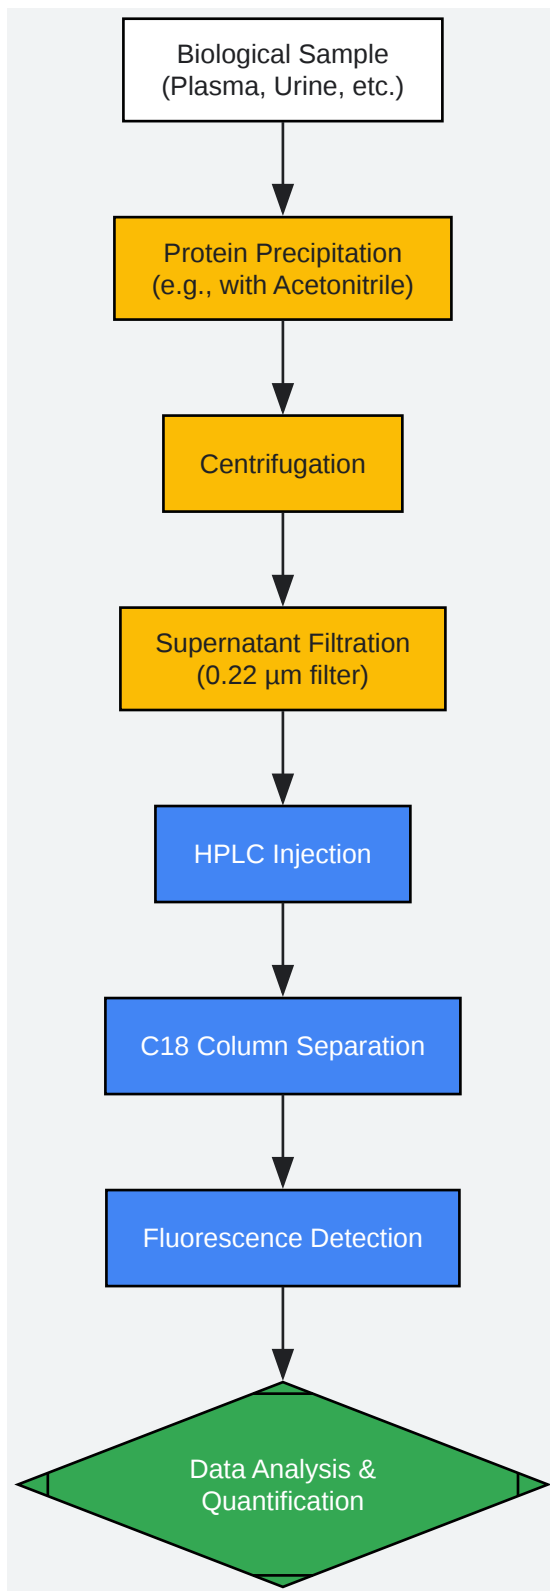 Biological Sample
(Plasma, Urine, etc.)
Protein Precipitation
(e.g., with Acetonitrile)
Centrifugation
Supernatant Filtration
(0.22 µm filter)
HPLC Injection
C18 Column Separation
Fluorescence Detection
Data Analysis &
Quantification